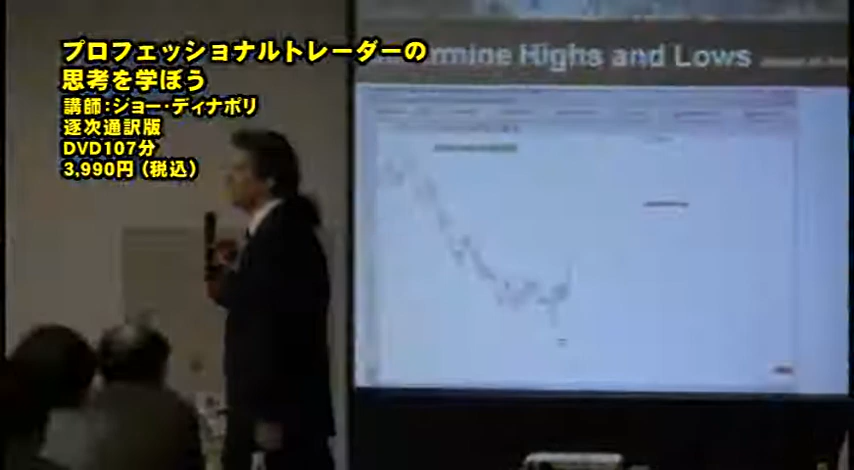 プロフェッショナルトレーダーの
思考を学ぼう
講師：ジョー・ディナポリ
逐次通訳版
DVD107分
3,990円（税込）
Highs and Lows